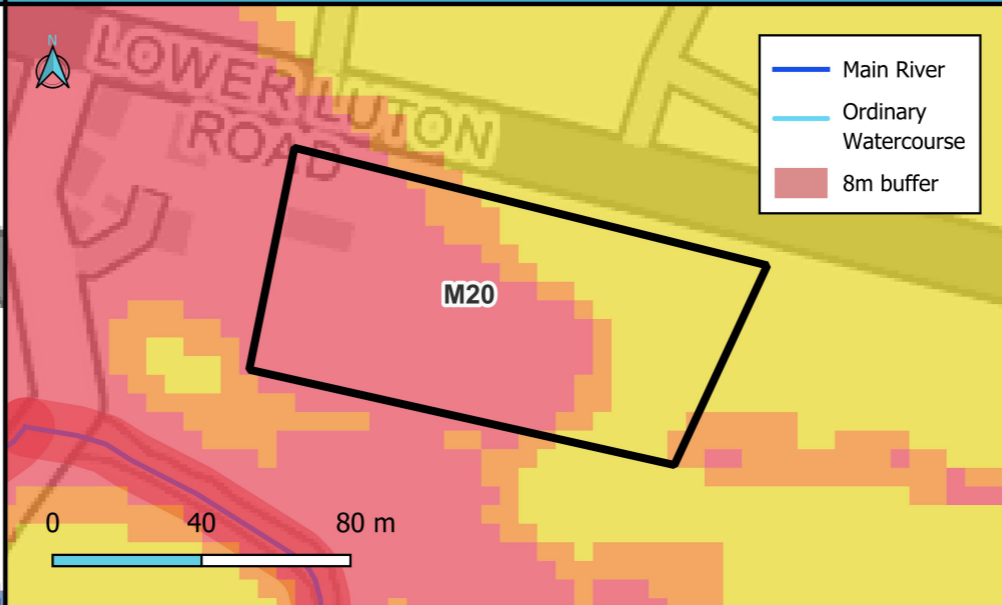 N
LOWER LUTON
ROAD
M20
Main River
Ordinary
Watercourse
8m buffer
0 40 80 m